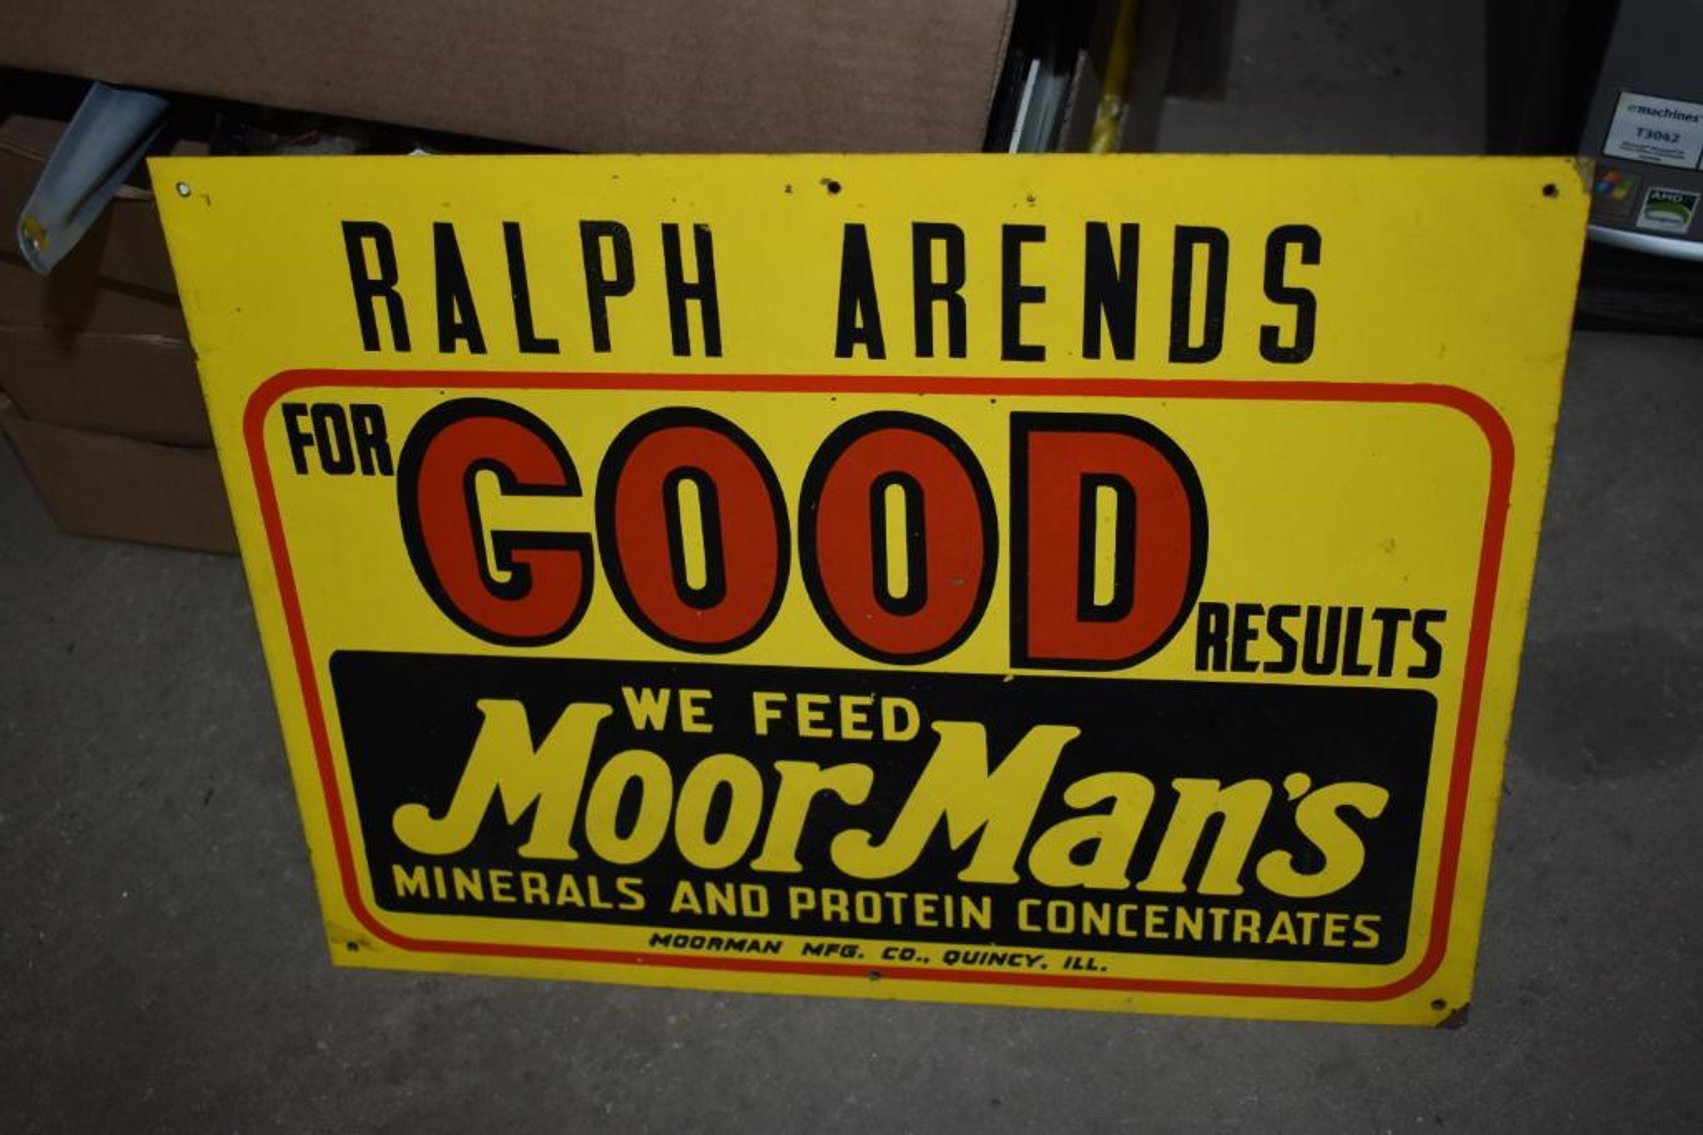 RALPH ARENDS
FOR GOOD RESULTS
WE FEED
MoorMan's
MINERALS AND PROTEIN CONCENTRATES
MOORMAN MFG. CO., QUINCY, ILL.
emachines
T3042
AMD